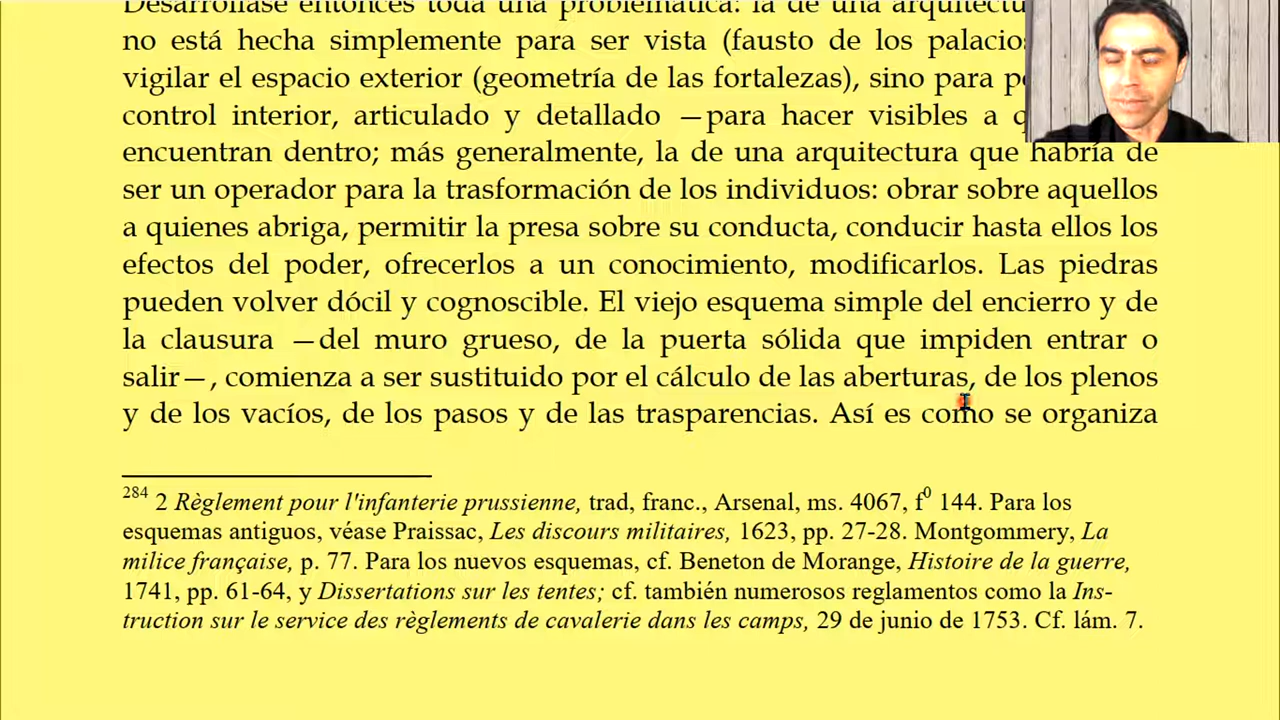 Desarróllase entonces toda una problemática: la de una
no está hecha simplemente para ser vista (fausto de los
vigilar el espacio exterior (geometría de las fortalezas), sino para
control interior, articulado y detallado —para hacer visibles a
encuentran dentro; más generalmente, la de una arquitectura que habría de
ser un operador para la trasformación de los individuos: obrar sobre aquellos
a quienes abriga, permitir la presa sobre su conducta, conducir hasta ellos los
efectos del poder, ofrecerlos a un conocimiento, modificarlos. Las piedras
pueden volver dócil y cognoscible. El viejo esquema simple del encierro y de
la clausura —del muro grueso, de la puerta sólida que impiden entrar o
salir—, comienza a ser sustituido por el cálculo de las aberturas, de los plenos
y de los vacíos, de los pasos y de las trasparencias. Así es como se organiza
284 2 Règlement pour l'infanterie prussienne, trad, franc., Arsenal, ms. 4067, f0 144. Para los
esquemas antiguos, véase Praissac, Les discours militaires, 1623, pp. 27-28. Montgommery, La
milice française, p. 77. Para los nuevos esquemas, cf. Beneton de Morange, Histoire de la guerre,
1741, pp. 61-64, y Dissertations sur les tentes; cf. también numerosos reglamentos como la Ins-
truction sur le service des règlements de cavalerie dans les camps, 29 de junio de 1753. Cf. lám. 7.